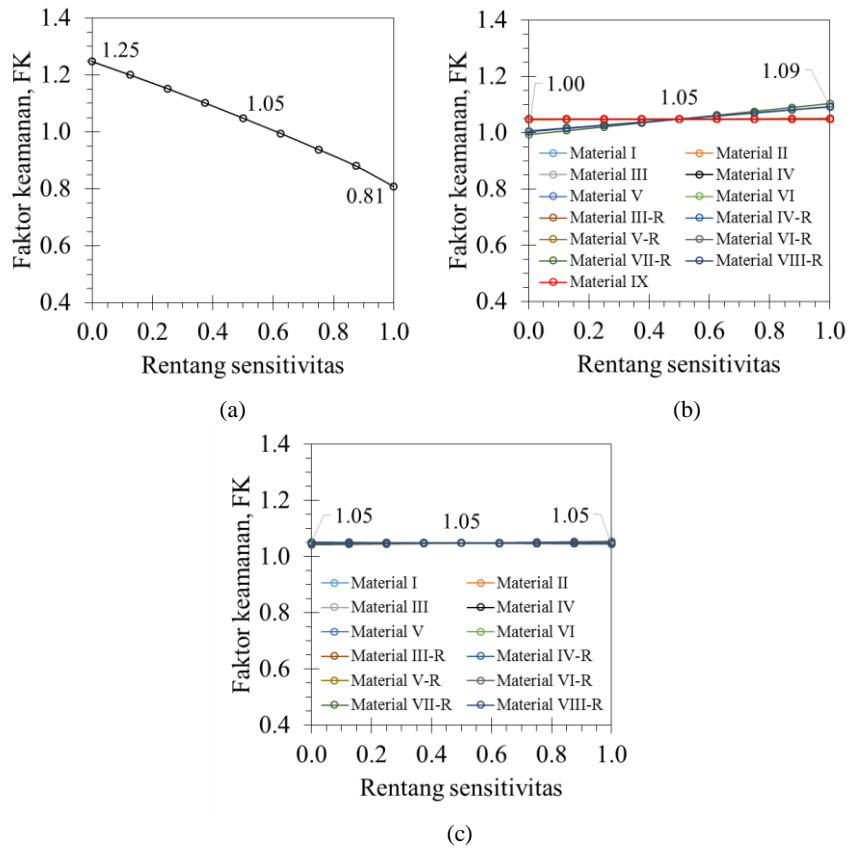 1.4
1.2
1.0
0.8
0.6
0.4
Faktor keamanan, FK
1.25
1.05
0.81
0.0 0.2 0.4 0.6 0.8 1.0
Rentang sensitivitas
(a)
1.4
1.2
1.0
0.8
0.6
0.4
Faktor keamanan, FK
1.00
1.05
1.09
Material I Material II
Material III Material IV
Material V Material VI
Material III-R Material IV-R
Material V-R Material VI-R
Material VII-R Material VIII-R
Material IX
0.0 0.2 0.4 0.6 0.8 1.0
Rentang sensitivitas
(b)
1.4
1.2
1.0
0.8
0.6
0.4
Faktor keamanan, FK
1.05 1.05 1.05
Material I Material II
Material III Material IV
Material V Material VI
Material III-R Material IV-R
Material V-R Material VI-R
Material VII-R Material VIII-R
0.0 0.2 0.4 0.6 0.8 1.0
Rentang sensitivitas
(c)